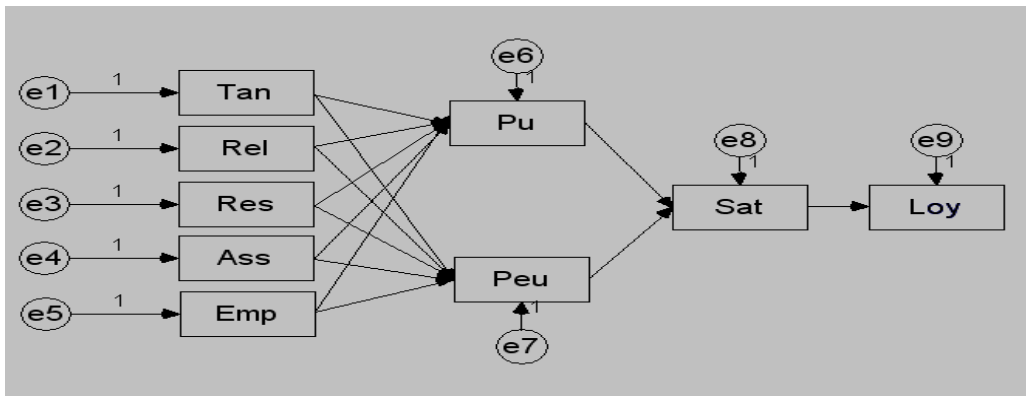 e1 1 Tan
e2 1 Rel
e3 1 Res
e4 1 Ass
e5 1 Emp
e6
1
Pu
Peu
1
e7
e8
1
Sat
e9
1
Loy